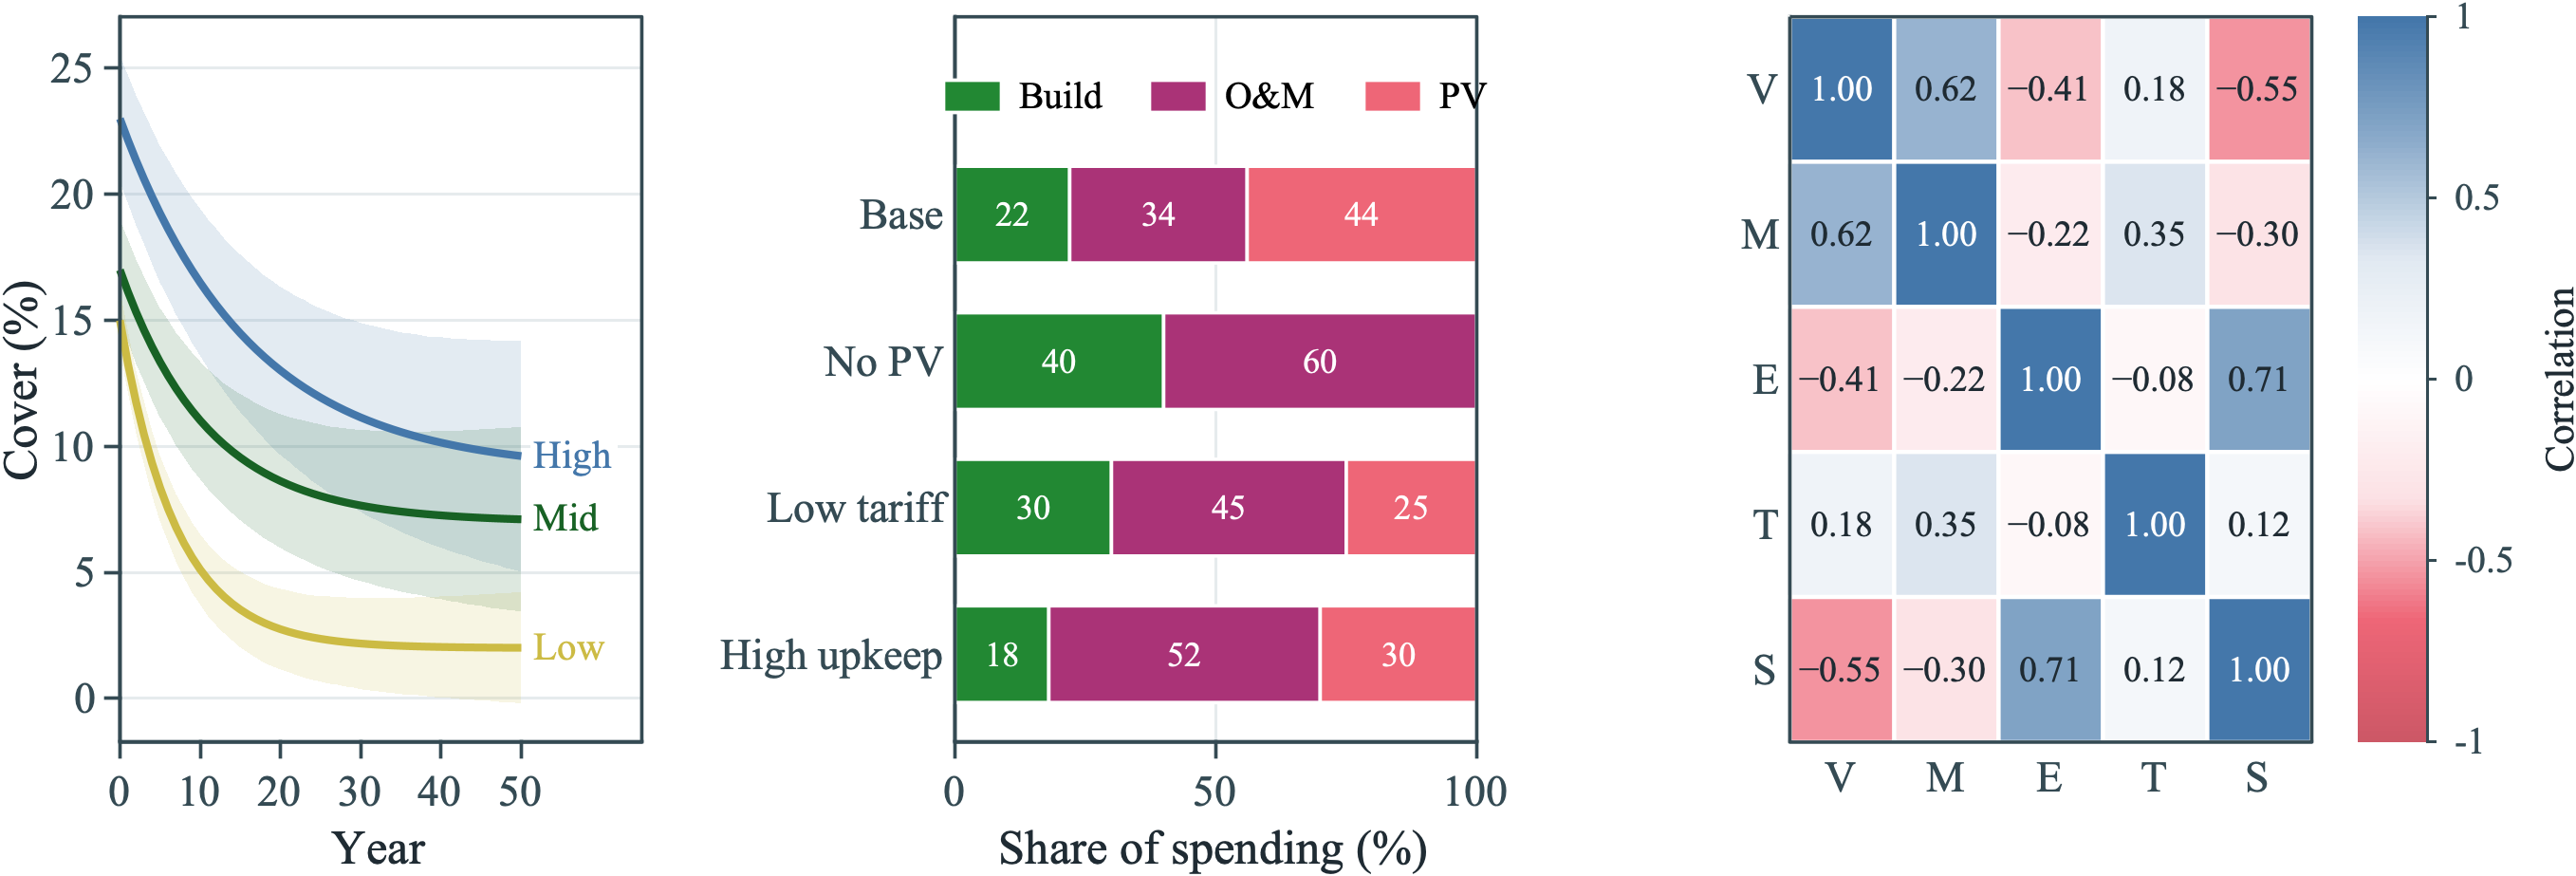 Cover (%)
25
20
15
10
5
0
High
Mid
Low
0 10 20 30 40 50
Year
Build O&M PV
Base 22 34 44
No PV 40 60
Low tariff 30 45 25
High upkeep 18 52 30
0 50 100
Share of spending (%)
V 1.00 0.62 −0.41 0.18 −0.55
M 0.62 1.00 −0.22 0.35 −0.30
E −0.41 −0.22 1.00 −0.08 0.71
T 0.18 0.35 −0.08 1.00 0.12
S −0.55 −0.30 0.71 0.12 1.00
V M E T S
1
0.5
0
-0.5
-1
Correlation